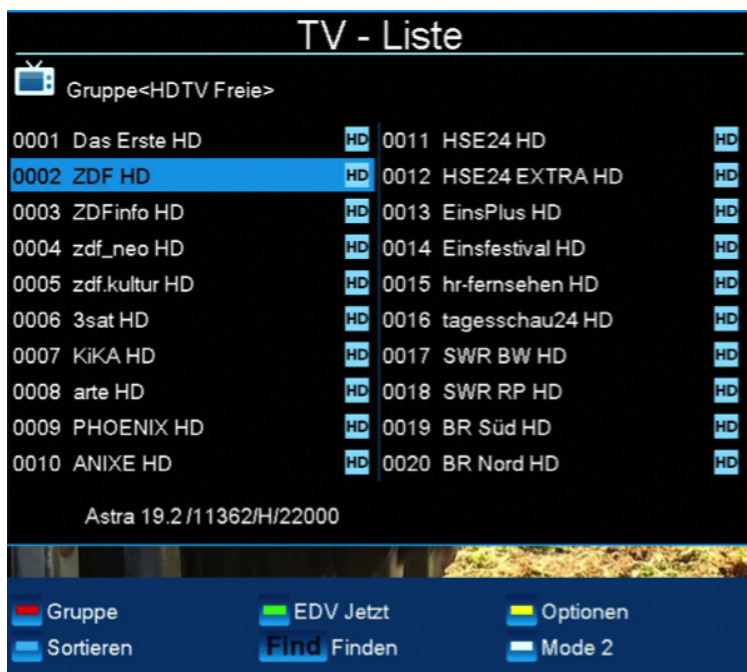 TV - Liste
Gruppe<HDTV Freie>
0001 Das Erste HD HD
0002 ZDF HD HD
0003 ZDFinfo HD HD
0004 zdf_neo HD HD
0005 zdf.kultur HD HD
0006 3sat HD HD
0007 KiKA HD HD
0008 arte HD HD
0009 PHOENIX HD HD
0010 ANIXE HD HD
0011 HSE24 HD HD
0012 HSE24 EXTRA HD HD
0013 EinsPlus HD HD
0014 Einsfestival HD HD
0015 hr-fernsehen HD HD
0016 tagesschau24 HD HD
0017 SWR BW HD HD
0018 SWR RP HD HD
0019 BR Süd HD HD
0020 BR Nord HD HD
Astra 19.2 /11362/H/22000
Gruppe EDV Jetzt Optionen
Sortieren Find Finden Mode 2